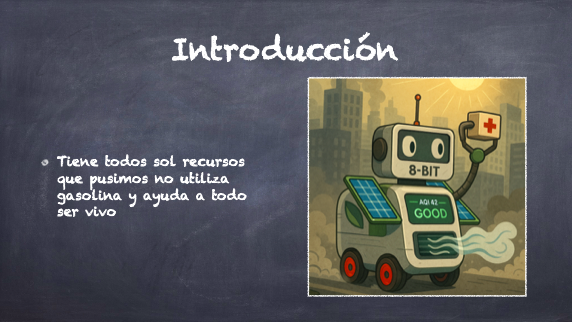 Introducción
Tiene todos sol recursos
que pusimos no utiliza
gasolina y ayuda a todo
ser vivo
8-BIT
AQI 42
GOOD